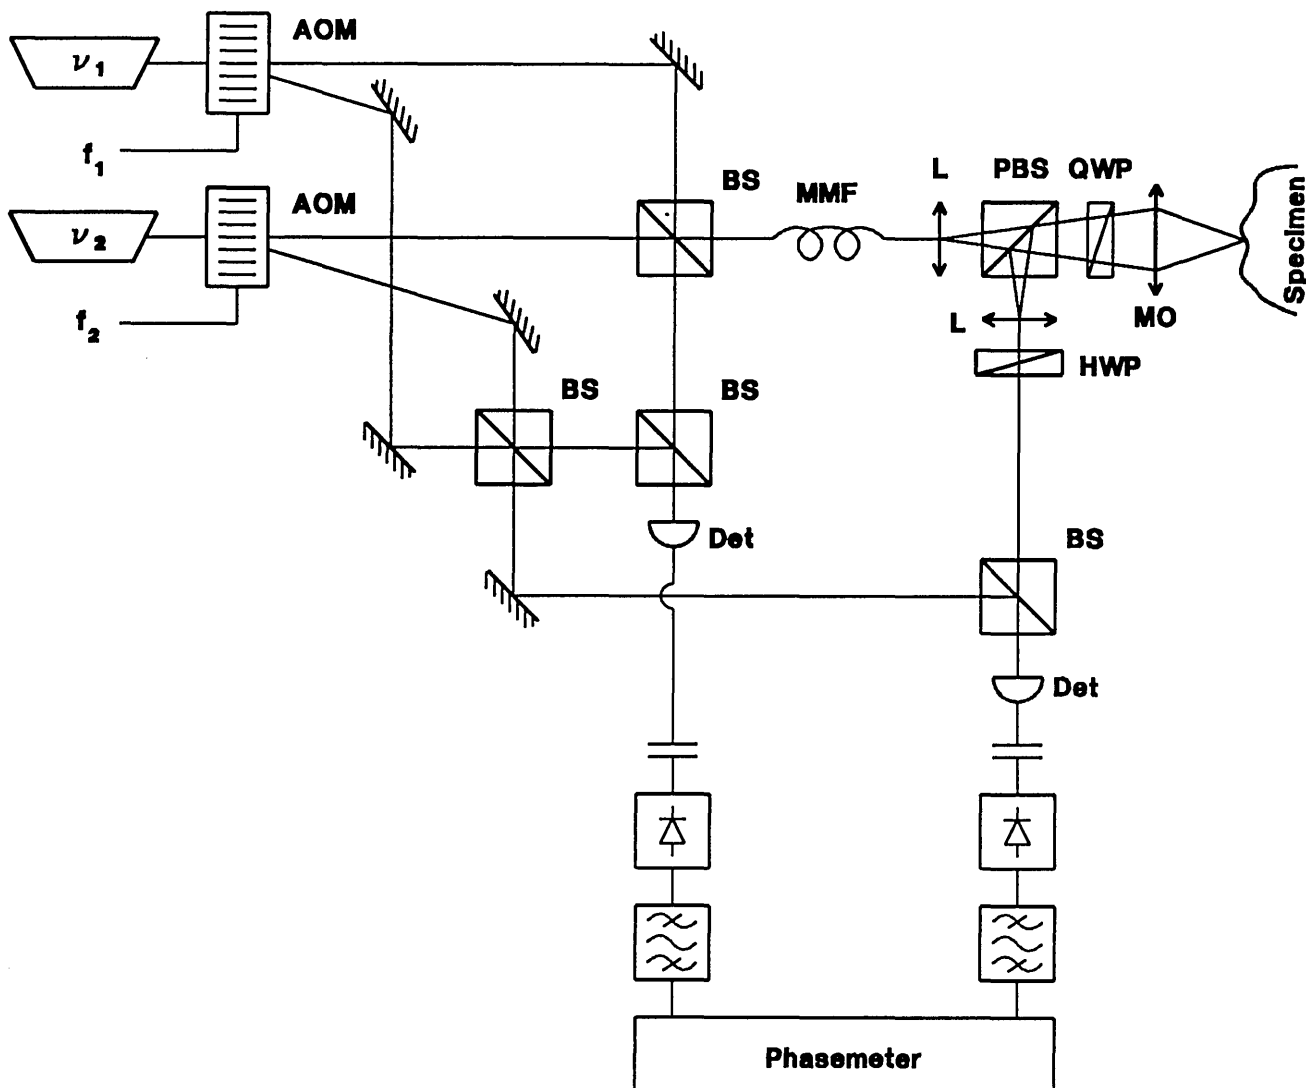 AOM
ν₁
f₁
AOM
ν₂
f₂
BS
MMF
L
PBS
QWP
Specimen
L
MO
HWP
BS
BS
Det
BS
Det
Phasemeter